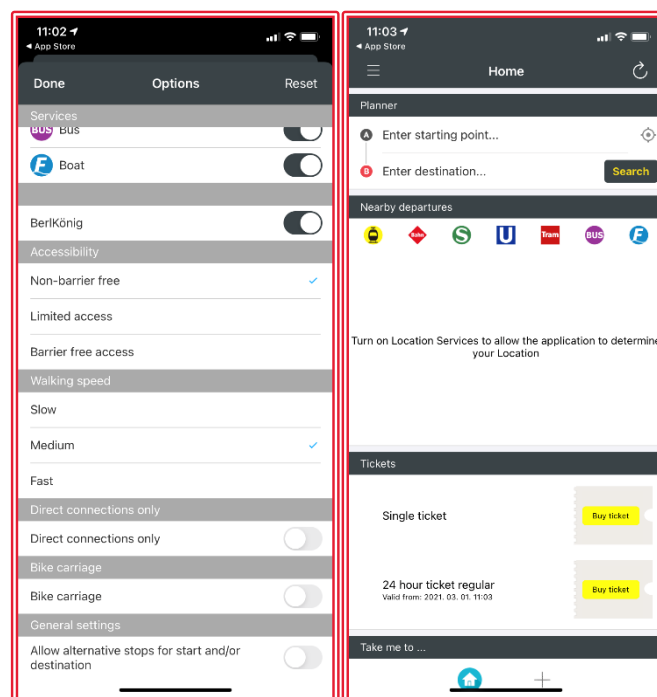 11:02
App Store
Done
Options
Reset
Services
BUS Bus
F Boat
BerlKönig
Accessibility
Non-barrier free
Limited access
Barrier free access
Walking speed
Slow
Medium
Fast
Direct connections only
Direct connections only
Bike carriage
Bike carriage
General settings
Allow alternative stops for start and/or
destination
11:03
App Store
Home
Planner
A Enter starting point...
B Enter destination...
Search
Nearby departures
Bahn S U Tram BUS F
Turn on Location Services to allow the application to determine
your Location
Tickets
Single ticket
Buy ticket
24 hour ticket regular
Valid from: 2021. 03. 01. 11:03
Buy ticket
Take me to ...